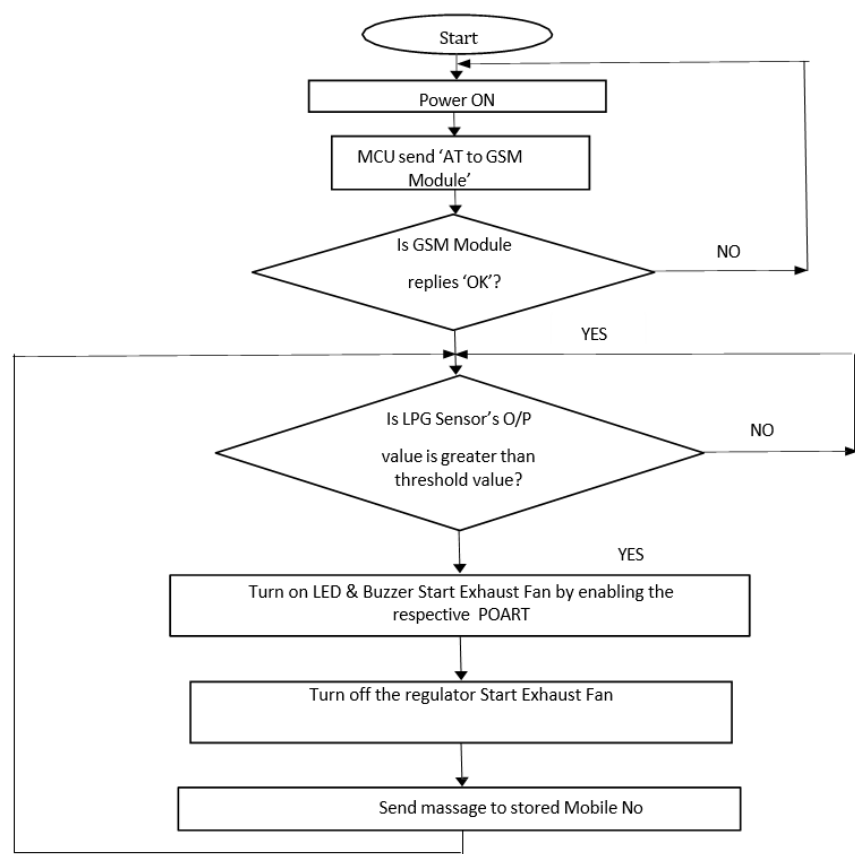 Start
Power ON
MCU send ‘AT to GSM
Module’
Is GSM Module
replies ‘OK’?
NO
YES
Is LPG Sensor’s O/P
value is greater than
threshold value?
NO
YES
Turn on LED & Buzzer Start Exhaust Fan by enabling the
respective POART
Turn off the regulator Start Exhaust Fan
Send massage to stored Mobile No